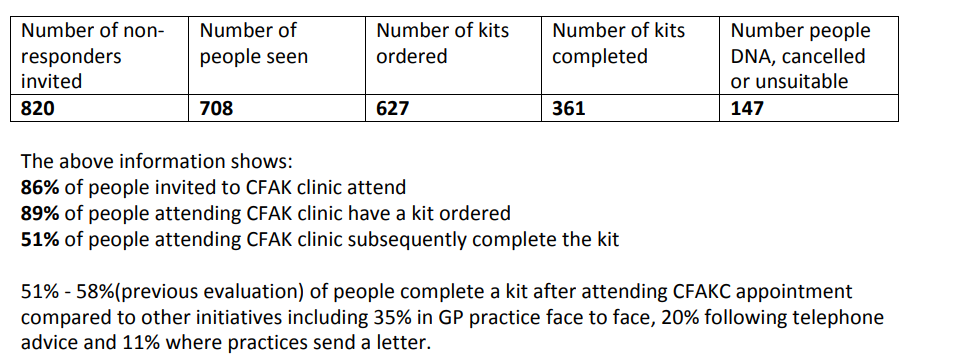 Number of non-responders invited | Number of people seen | Number of kits ordered | Number of kits completed | Number people DNA, cancelled or unsuitable
820 | 708 | 627 | 361 | 147
The above information shows:
86% of people invited to CFAK clinic attend
89% of people attending CFAK clinic have a kit ordered
51% of people attending CFAK clinic subsequently complete the kit
51% - 58%(previous evaluation) of people complete a kit after attending CFAKC appointment
compared to other initiatives including 35% in GP practice face to face, 20% following telephone
advice and 11% where practices send a letter.